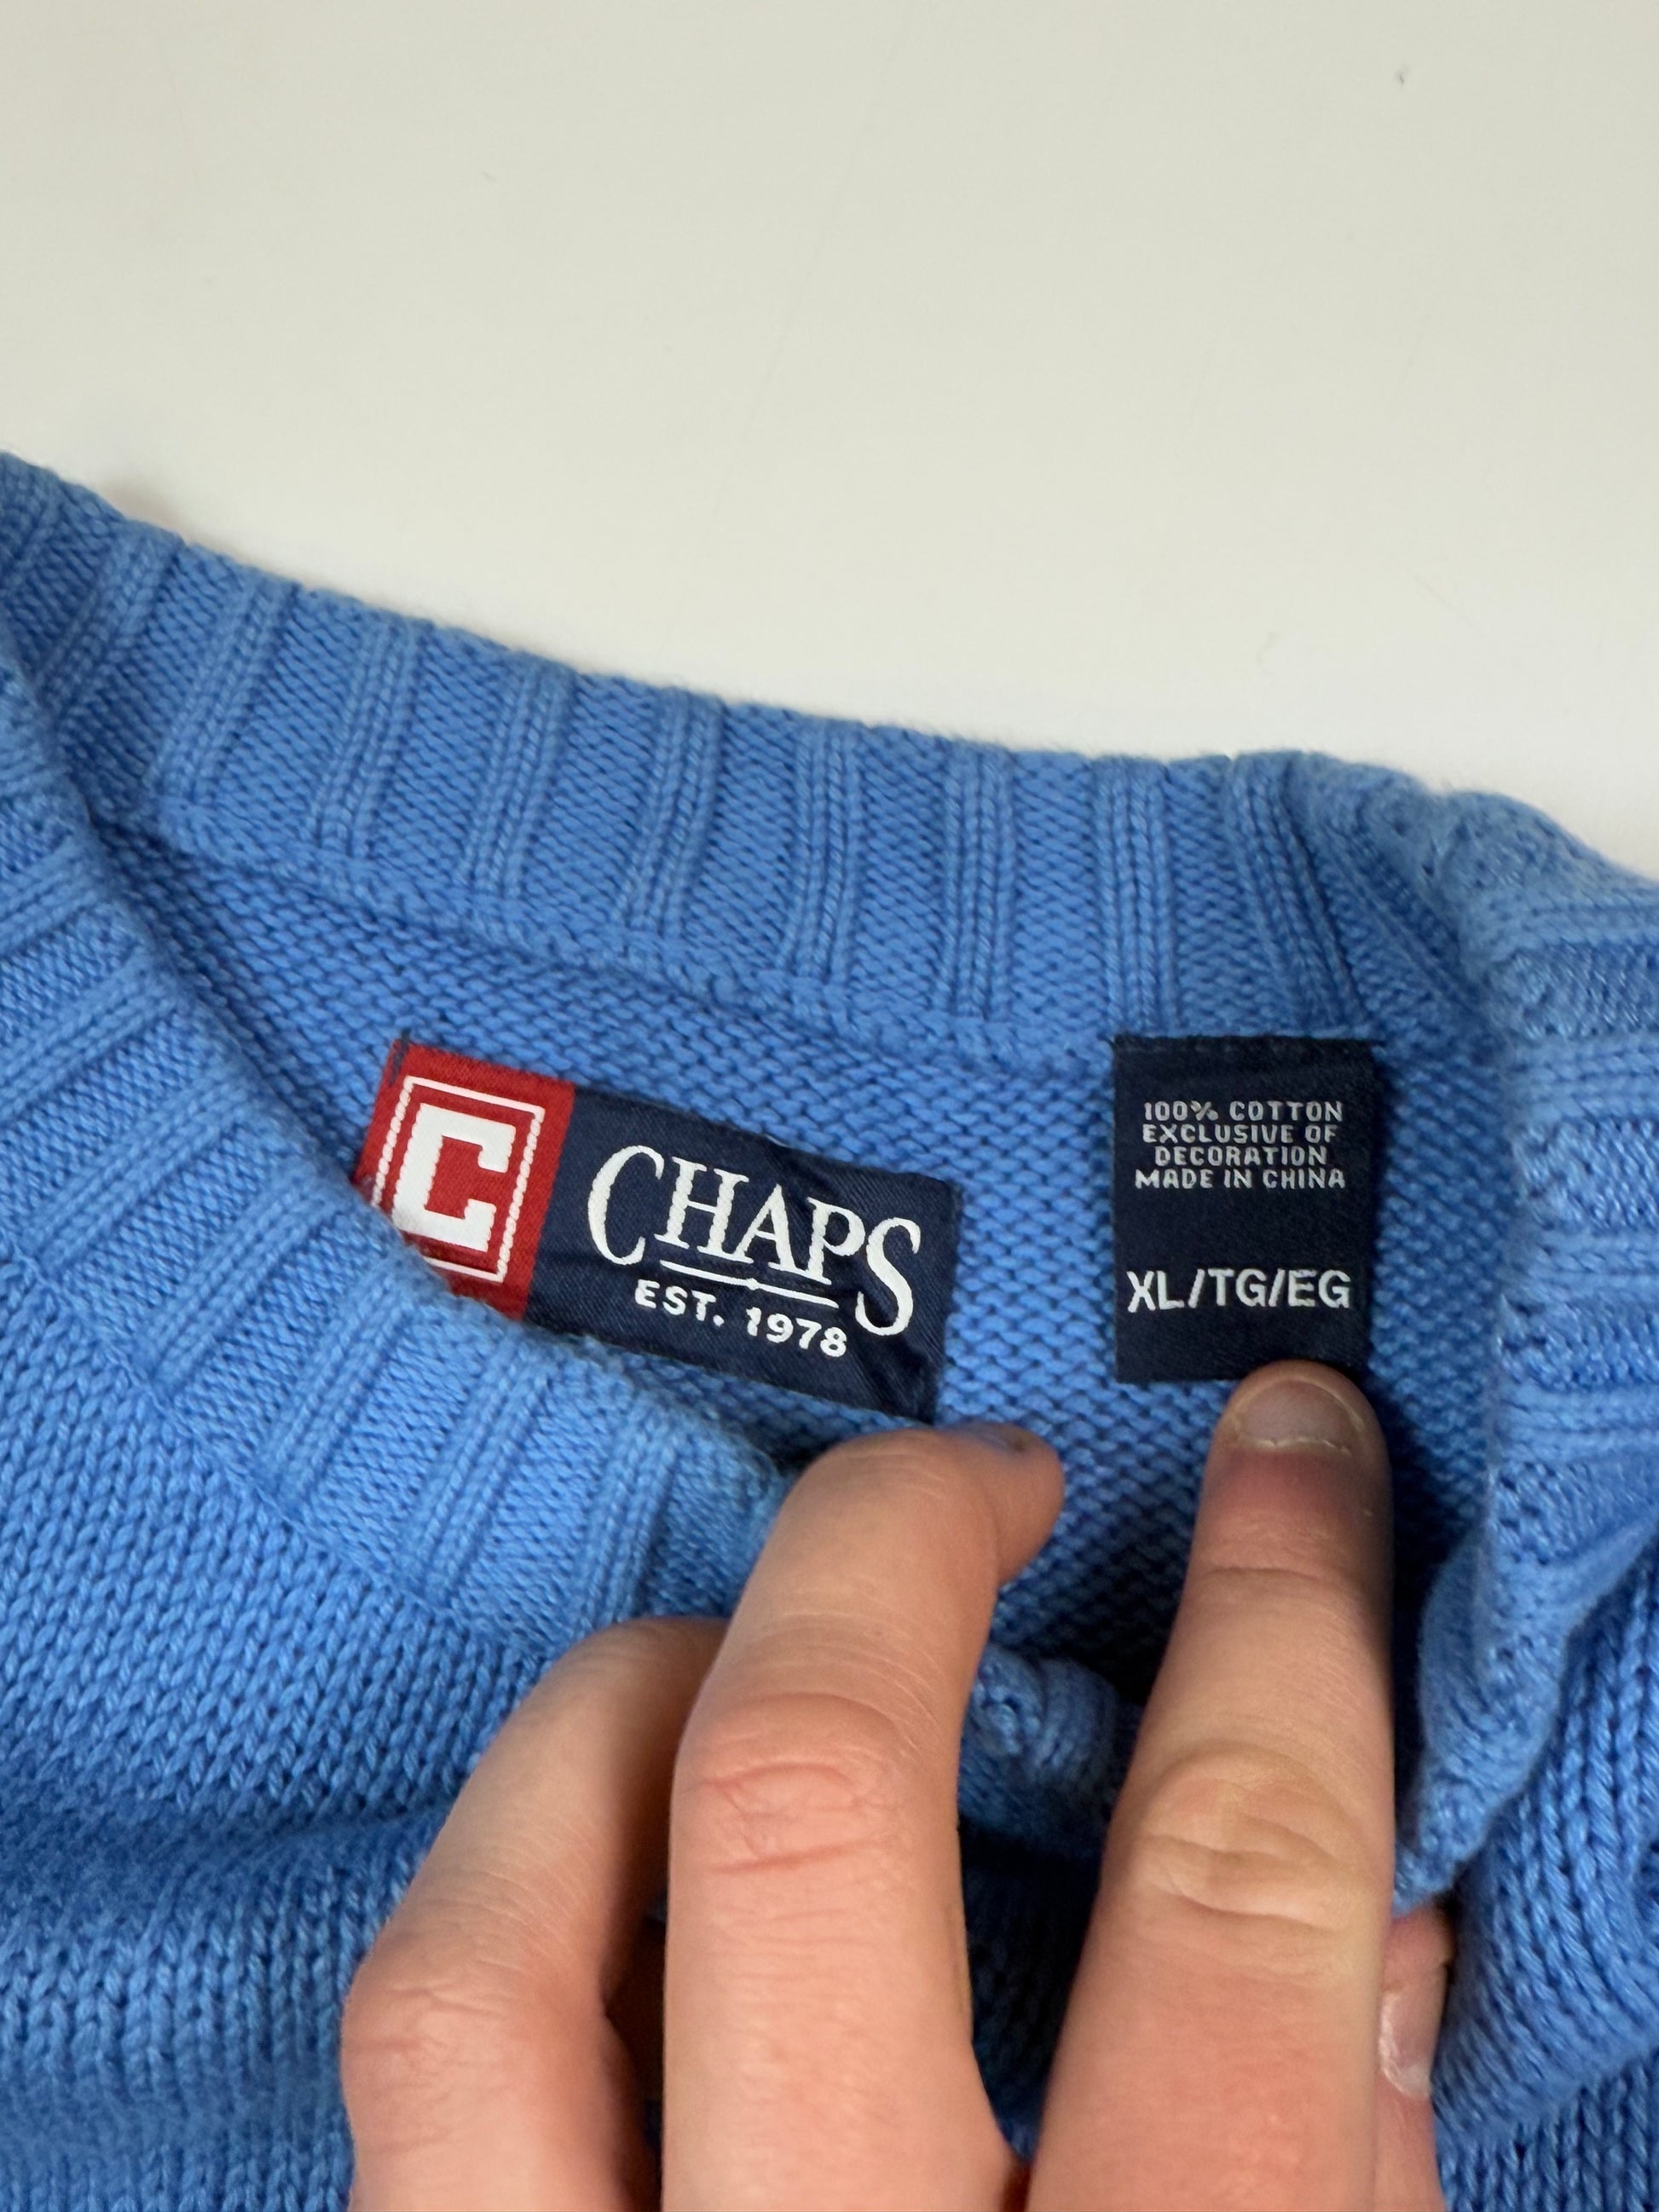 C
CHAPS
EST. 1978
100% COTTON
EXCLUSIVE OF
DECORATION
MADE IN CHINA
XL/TG/EG